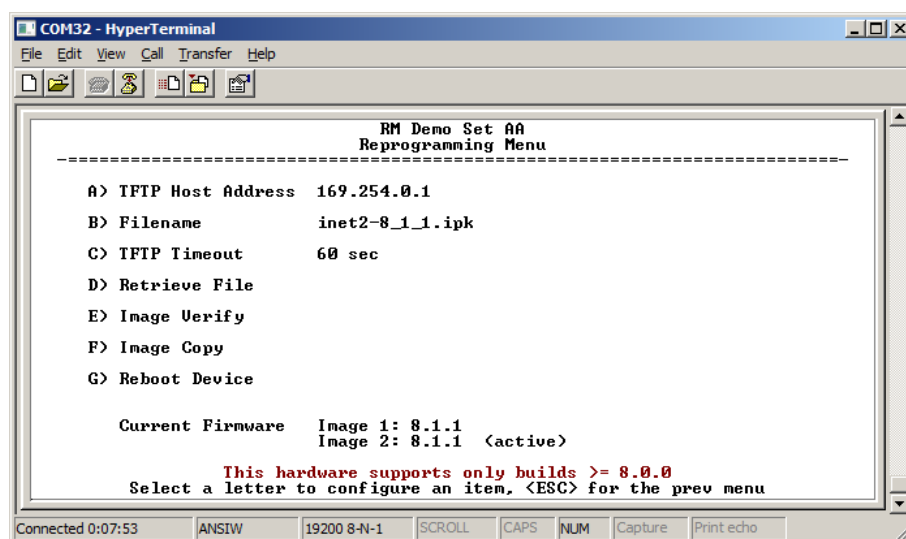 COM32 - HyperTerminal
File Edit View Call Transfer Help
RM Demo Set AA
Reprogramming Menu
-==========================================================================-
A) TFTP Host Address 169.254.0.1
B) Filename inet2-8_1_1.ipk
C) TFTP Timeout 60 sec
D) Retrieve File
E) Image Verify
F) Image Copy
G) Reboot Device
Current Firmware Image 1: 8.1.1
Image 2: 8.1.1 (active)
This hardware supports only builds >= 8.0.0
Select a letter to configure an item, <ESC> for the prev menu
Connected 0:07:53 ANSIW 19200 8-N-1 SCROLL CAPS NUM Capture Print echo